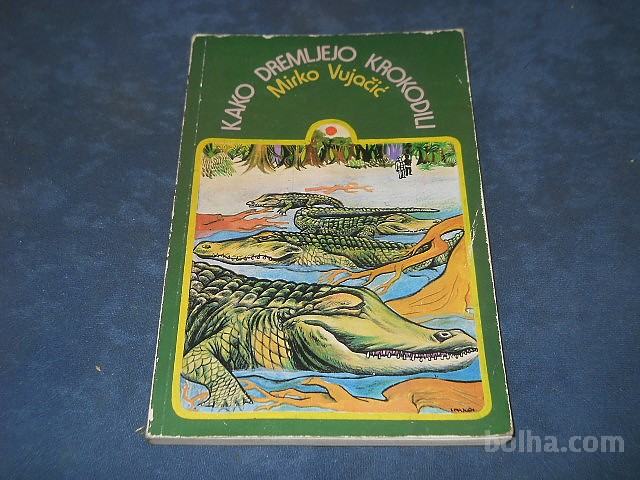 KAKO DREMLJEJO KROKODILI
Mirko Vujačić
bolha.com